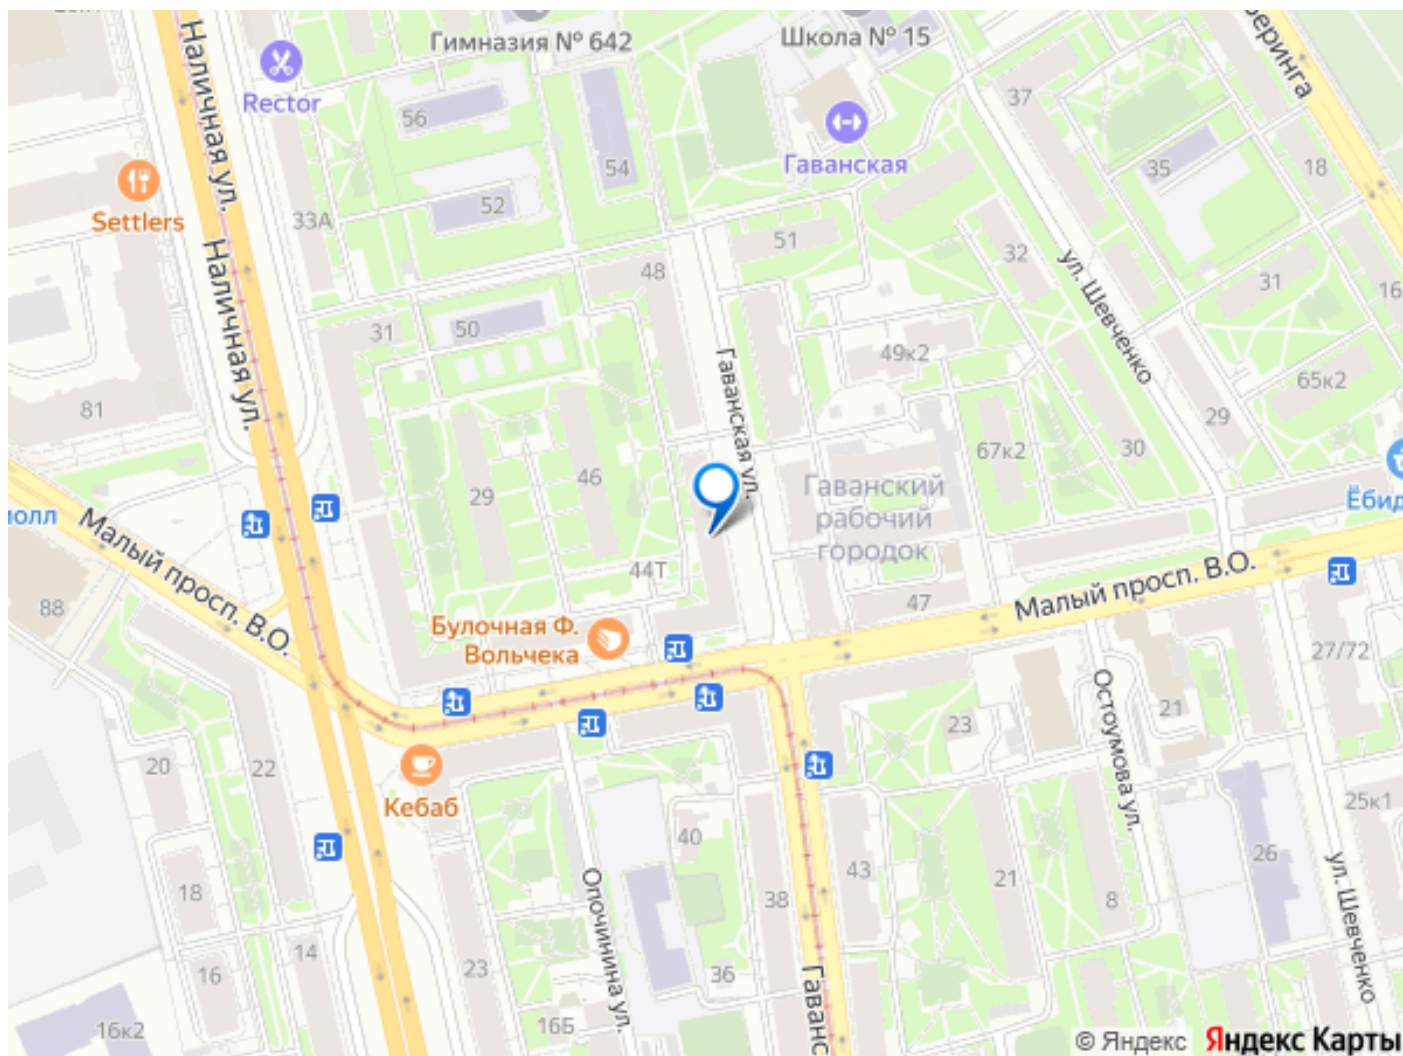 Гимназия № 642
Школа № 15
Беринга
Rector
Наличная ул.
37
56
54
Гаванская
35
18
Settlers
52
33А
51
32
48
ул. Шевченко
31
16
Наличная ул.
31
50
49к2
Гаванская ул.
65к2
81
29
30
67к2
46
29
Гаванский
рабочий
городок
Малый просп. В.О.
44Т
Малый просп. В.О.
88
47
Булочная Ф.
Вольчека
27/72
Остоумова ул.
21
23
20
22
Кебаб
25к1
40
43
26
ул. Шевченко
18
Опочинина ул.
38
21
8
14
23
16
36
Гаванс
16Б
16к2
© Яндекс
Яндекс Карты